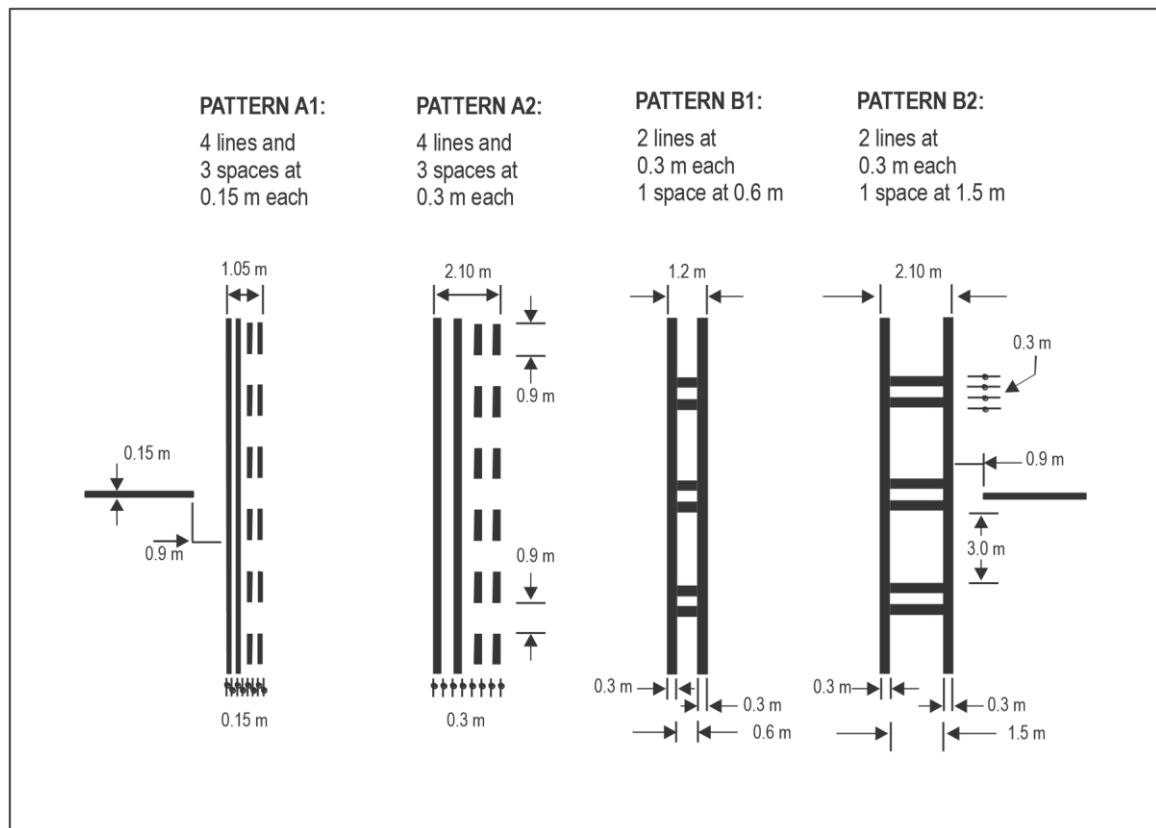 PATTERN A1:
4 lines and
3 spaces at
0.15 m each
PATTERN A2:
4 lines and
3 spaces at
0.3 m each
PATTERN B1:
2 lines at
0.3 m each
1 space at 0.6 m
PATTERN B2:
2 lines at
0.3 m each
1 space at 1.5 m
1.05 m
2.10 m
1.2 m
2.10 m
0.3 m
0.9 m
0.15 m
0.9 m
0.9 m
0.9 m
3.0 m
0.15 m
0.3 m
0.3 m
0.3 m
0.6 m
0.3 m
0.3 m
1.5 m